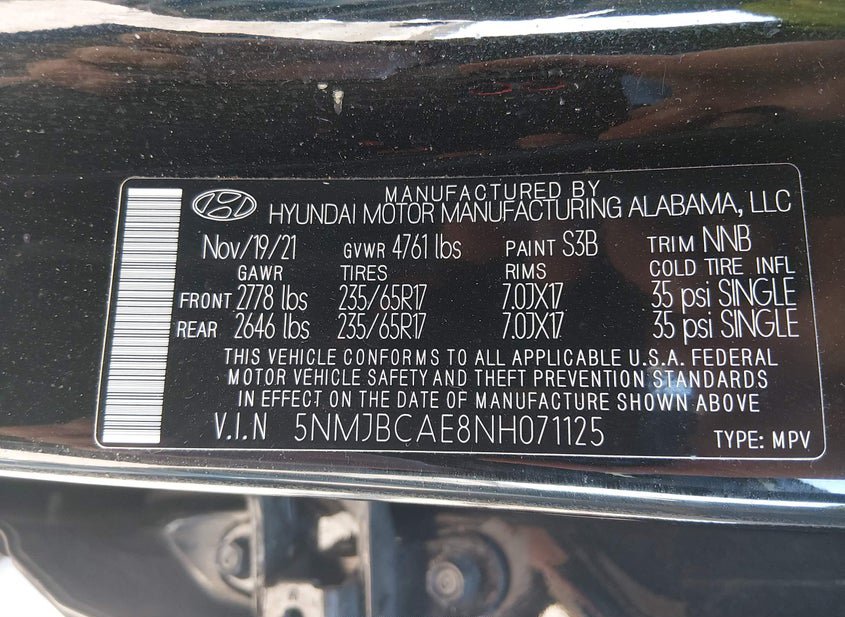 MANUFACTURED BY
HYUNDAI MOTOR MANUFACTURING ALABAMA, LLC
Nov/19/21 GVWR 4761 lbs PAINT S3B TRIM NNB
GAWR TIRES RIMS COLD TIRE INFL
FRONT 2778 lbs 235/65R17 7.0JX17 35 psi SINGLE
REAR 2646 lbs 235/65R17 7.0JX17 35 psi SINGLE
THIS VEHICLE CONFORMS TO ALL APPLICABLE U.S.A. FEDERAL
MOTOR VEHICLE SAFETY AND THEFT PREVENTION STANDARDS
IN EFFECT ON THE DATE OF MANUFACTURE SHOWN ABOVE
V.I.N 5NMJBCAE8NH071125 TYPE: MPV